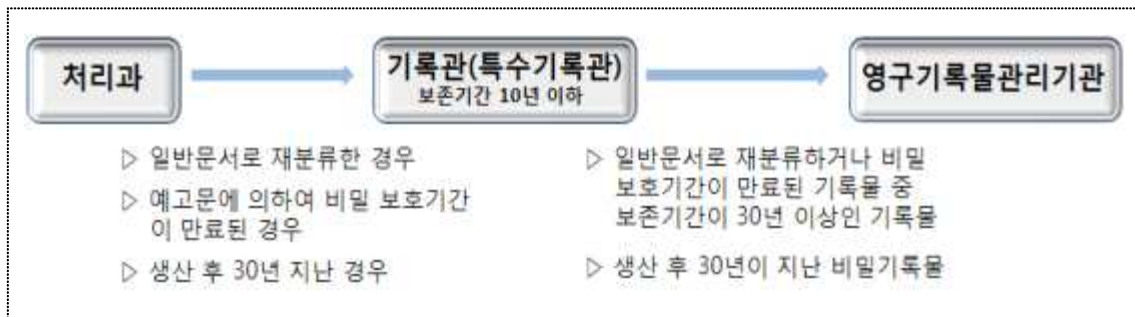 처리과
기록관(특수기록관)
보존기간 10년 이하
영구기록물관리기관
▷ 일반문서로 재분류한 경우
▷ 예고문에 의하여 비밀 보호기간
이 만료된 경우
▷ 생산 후 30년 지난 경우
▷ 일반문서로 재분류하거나 비밀
보호기간이 만료된 기록물 중
보존기간이 30년 이상인 기록물
▷ 생산 후 30년이 지난 비밀기록물